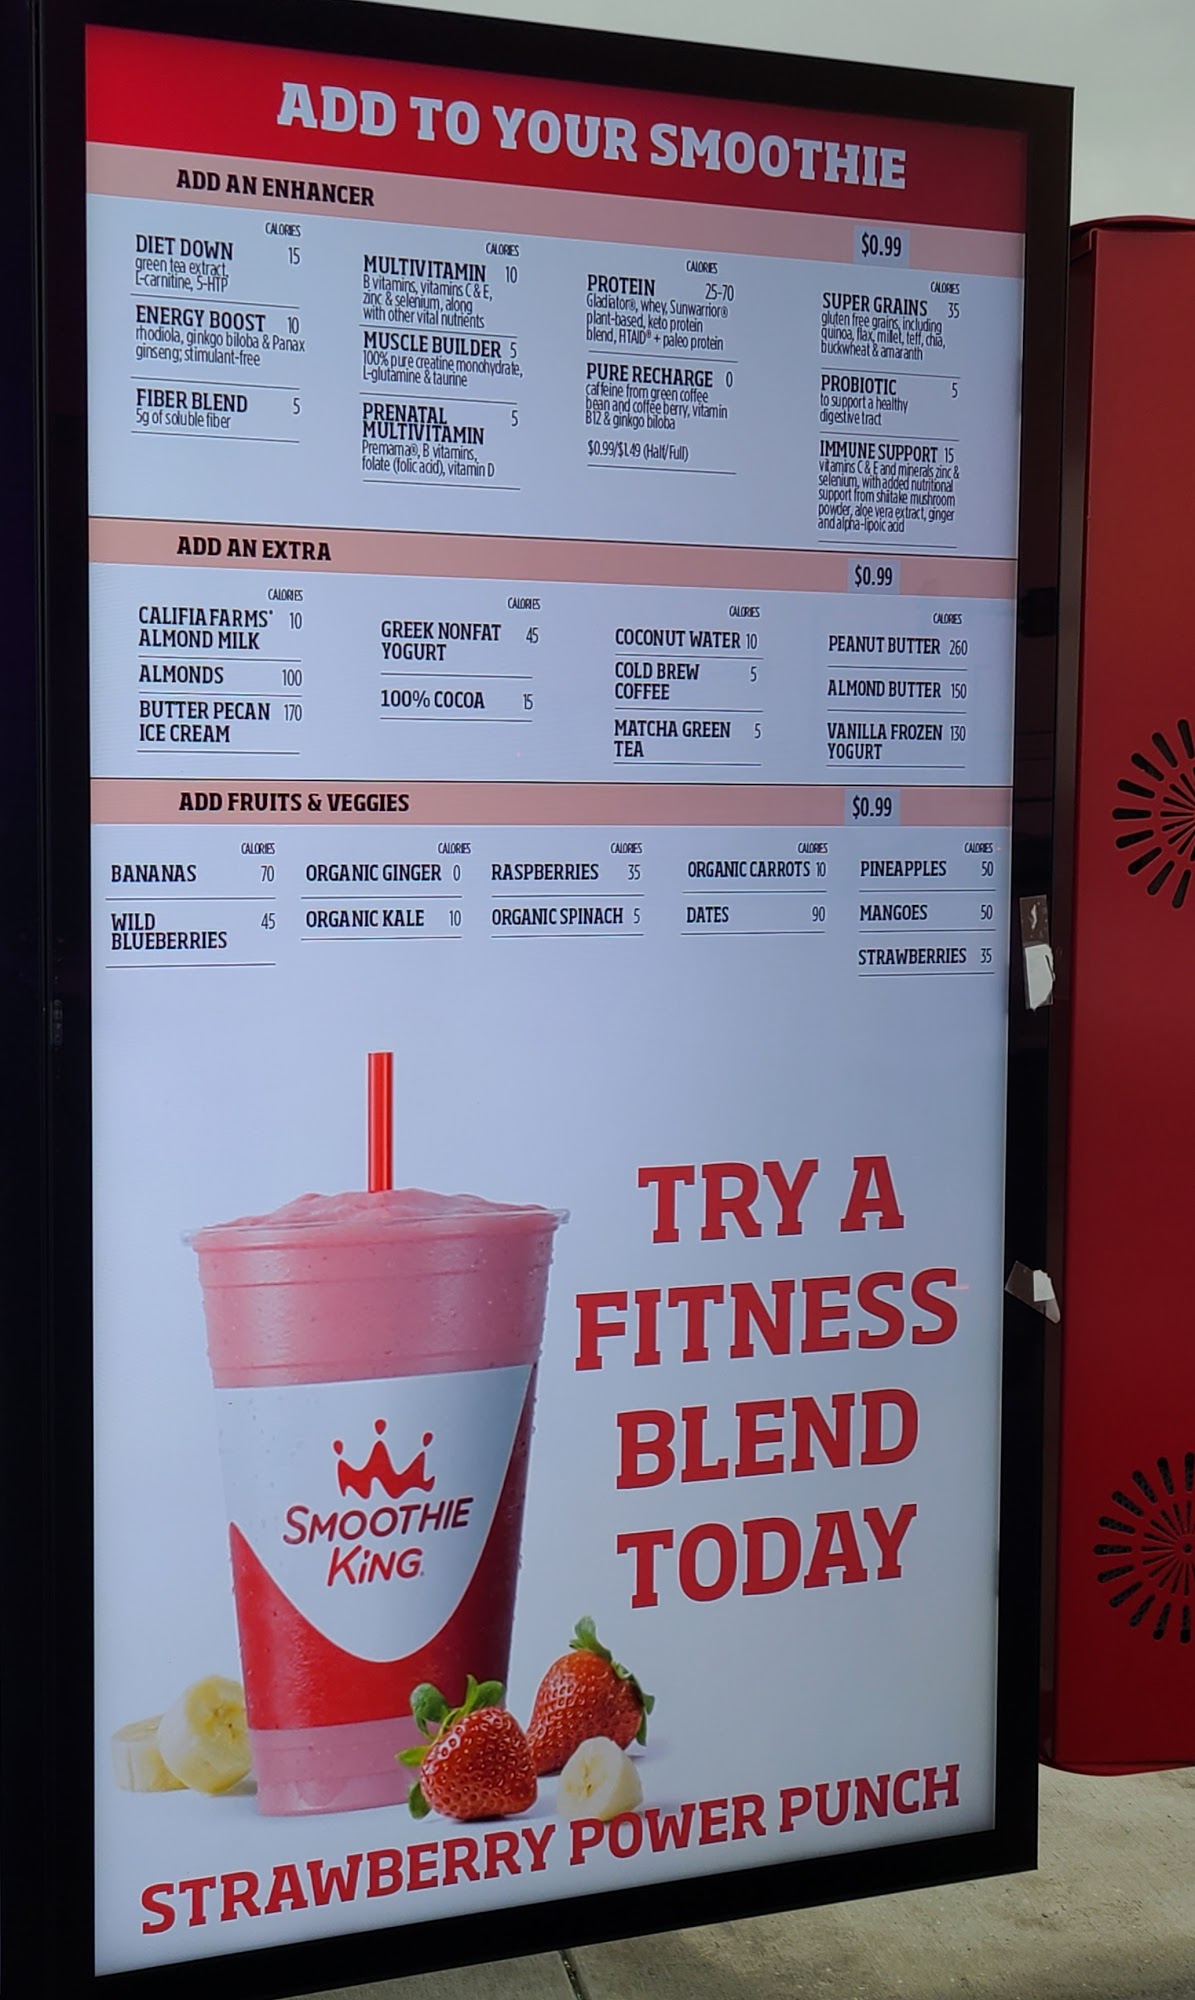 ADD TO YOUR SMOOTHIE
ADD AN ENHANCER $0.99
CALORIES
DIET DOWN 15
green tea extract,
L-carnitine, 5-HTP
ENERGY BOOST 10
rhodiola, ginkgo biloba & Panax
ginseng; stimulant-free
FIBER BLEND 5
5g of soluble fiber
CALORIES
MULTIVITAMIN 10
B vitamins, vitamins C & E,
zinc & selenium, along
with other vital nutrients
MUSCLE BUILDER 5
100% pure creatine monohydrate,
L-glutamine & taurine
PRENATAL 5
MULTIVITAMIN
Premama®, B vitamins,
folate (folic acid), vitamin D
CALORIES
PROTEIN 25-70
Gladiator®, whey, Sunwarrior®
plant-based, keto protein
blend, FITAID® + paleo protein
PURE RECHARGE 0
caffeine from green coffee
bean and coffee berry, vitamin
B12 & ginkgo biloba
$0.99/$1.49 (Half/Full)
CALORIES
SUPER GRAINS 35
gluten free grains, including
quinoa, flax, millet, teff, chia,
buckwheat & amaranth
PROBIOTIC 5
to support a healthy
digestive tract
IMMUNE SUPPORT 15
vitamins C & E and minerals zinc &
selenium, with added nutritional
support from shiitake mushroom
powder, aloe vera extract, ginger
and alpha-lipoic acid
ADD AN EXTRA $0.99
CALORIES
CALIFIA FARMS' 10
ALMOND MILK
ALMONDS 100
BUTTER PECAN 170
ICE CREAM
CALORIES
GREEK NONFAT 45
YOGURT
100% COCOA 15
CALORIES
COCONUT WATER 10
COLD BREW 5
COFFEE
MATCHA GREEN 5
TEA
CALORIES
PEANUT BUTTER 260
ALMOND BUTTER 150
VANILLA FROZEN 130
YOGURT
ADD FRUITS & VEGGIES $0.99
CALORIES
BANANAS 70
WILD 45
BLUEBERRIES
CALORIES
ORGANIC GINGER 0
ORGANIC KALE 10
CALORIES
RASPBERRIES 35
ORGANIC SPINACH 5
CALORIES
ORGANIC CARROTS 10
DATES 90
CALORIES
PINEAPPLES 50
MANGOES 50
STRAWBERRIES 35
TRY A
FITNESS
BLEND
TODAY
SMOOTHIE
KING®
STRAWBERRY POWER PUNCH